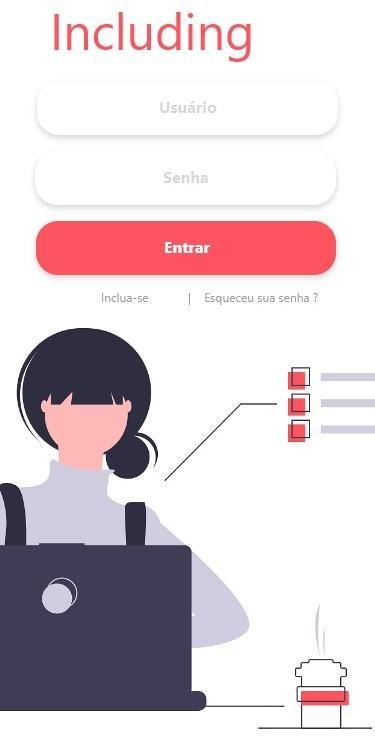 Including
Usuário
Senha
Entrar
Inclua-se | Esqueceu sua senha ?